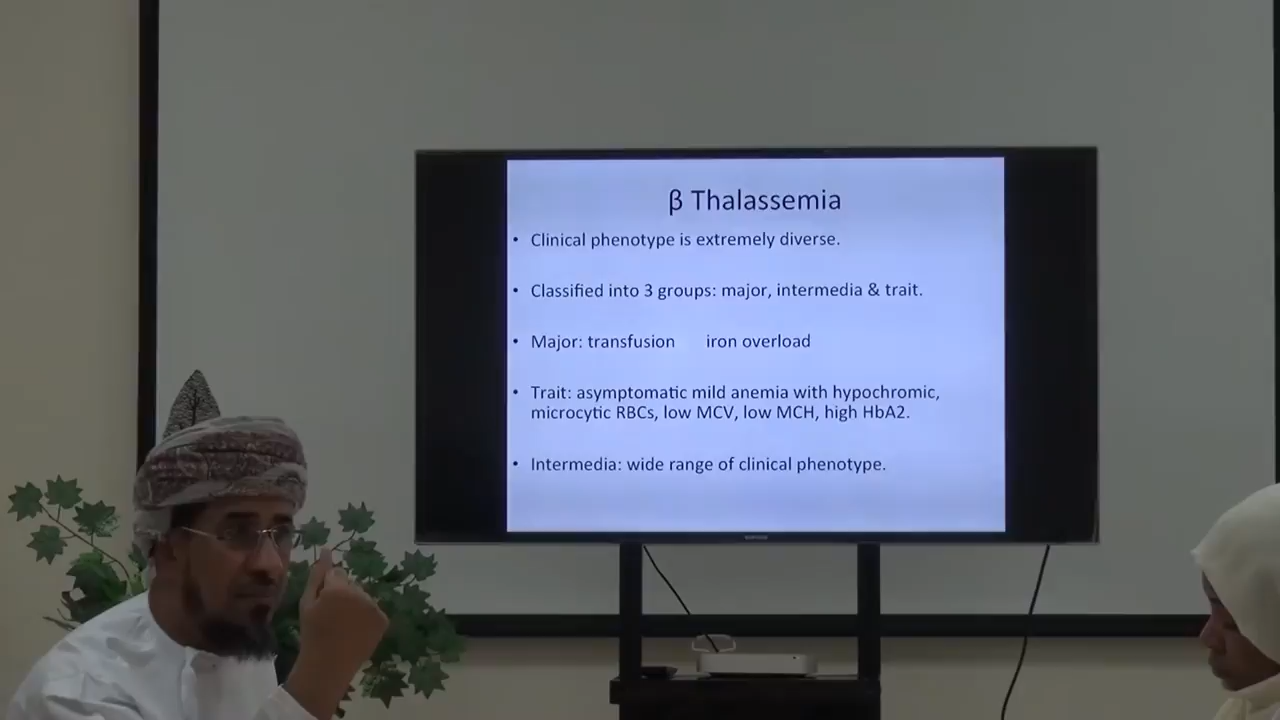 β Thalassemia
• Clinical phenotype is extremely diverse.
• Classified into 3 groups: major, intermedia & trait.
• Major: transfusion iron overload
• Trait: asymptomatic mild anemia with hypochromic,
microcytic RBCs, low MCV, low MCH, high HbA2.
• Intermedia: wide range of clinical phenotype.